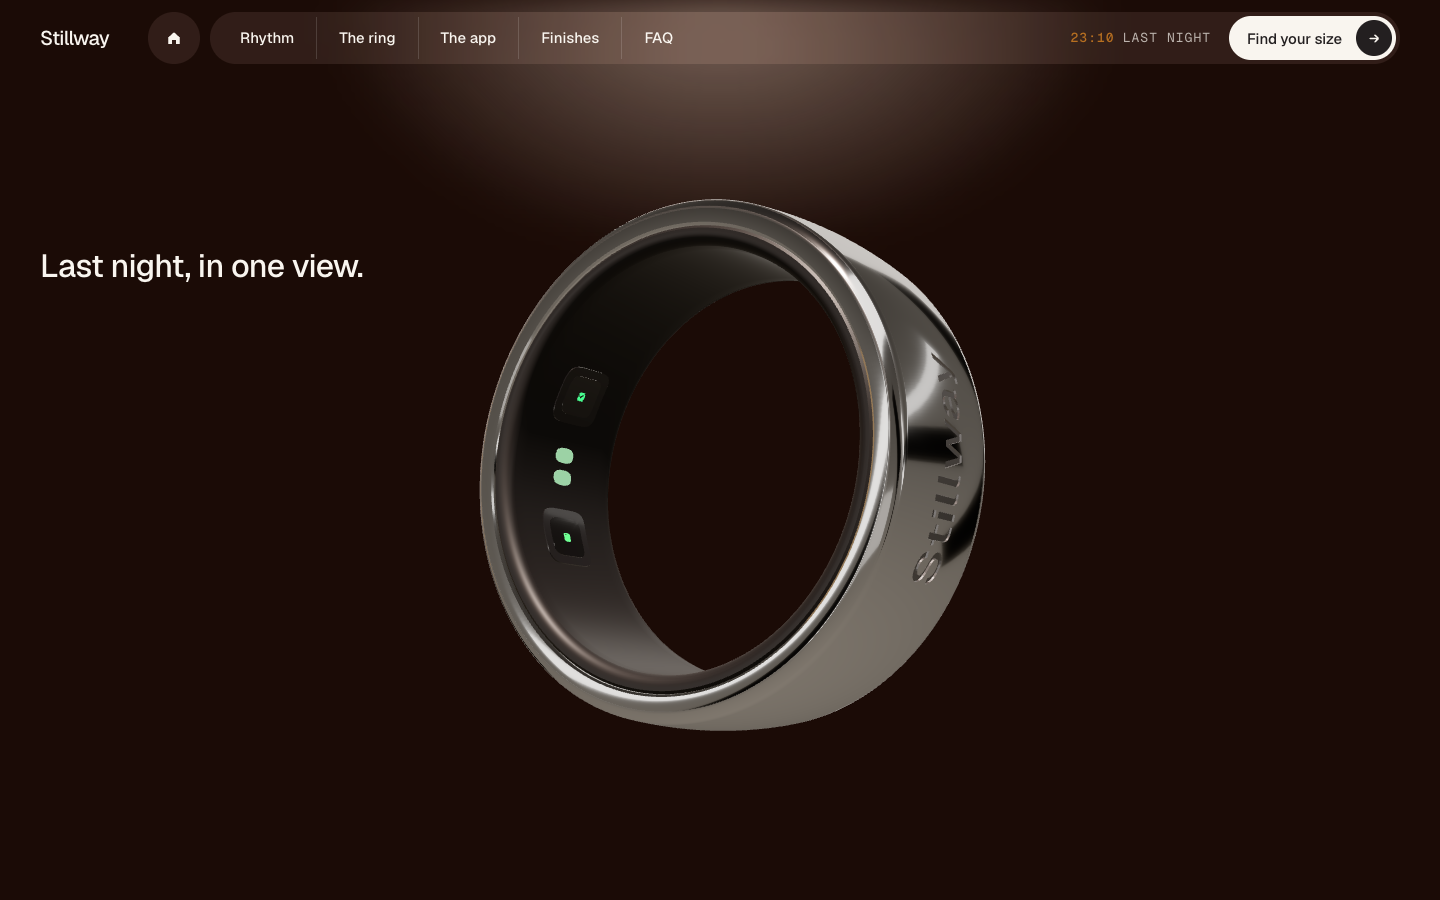 Stillway
Rhythm
The ring
The app
Finishes
FAQ
23:10 LAST NIGHT
Find your size
Last night, in one view.
Stillway